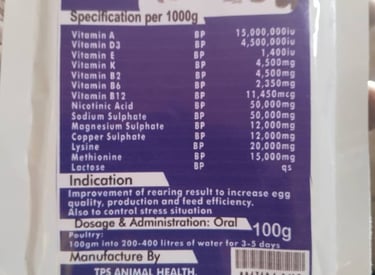 Specification per 1000g
Vitamin A BP 15,000,000iu
Vitamin D3 BP 4,500,000iu
Vitamin E BP 1,400iu
Vitamin K BP 4,500mg
Vitamin B2 BP 4,500mg
Vitamin B6 BP 2,350mg
Vitamin B12 BP 11,450mcg
Nicotinic Acid BP 50,000mg
Sodium Sulphate BP 50,000mg
Magnesium Sulphate BP 12,000mg
Copper Sulphate BP 12,000mg
Lysine BP 20,000mg
Methionine BP 15,000mg
Lactose BP qs
Indication
Improvement of rearing result to increase egg
quality, production and feed efficiency.
Also to control stress situation
Dosage & Administration: Oral
Poultry:
100gm into 200-400 litres of water for 3-5 days
100g
Manufacture By
TPS ANIMAL HEALTH